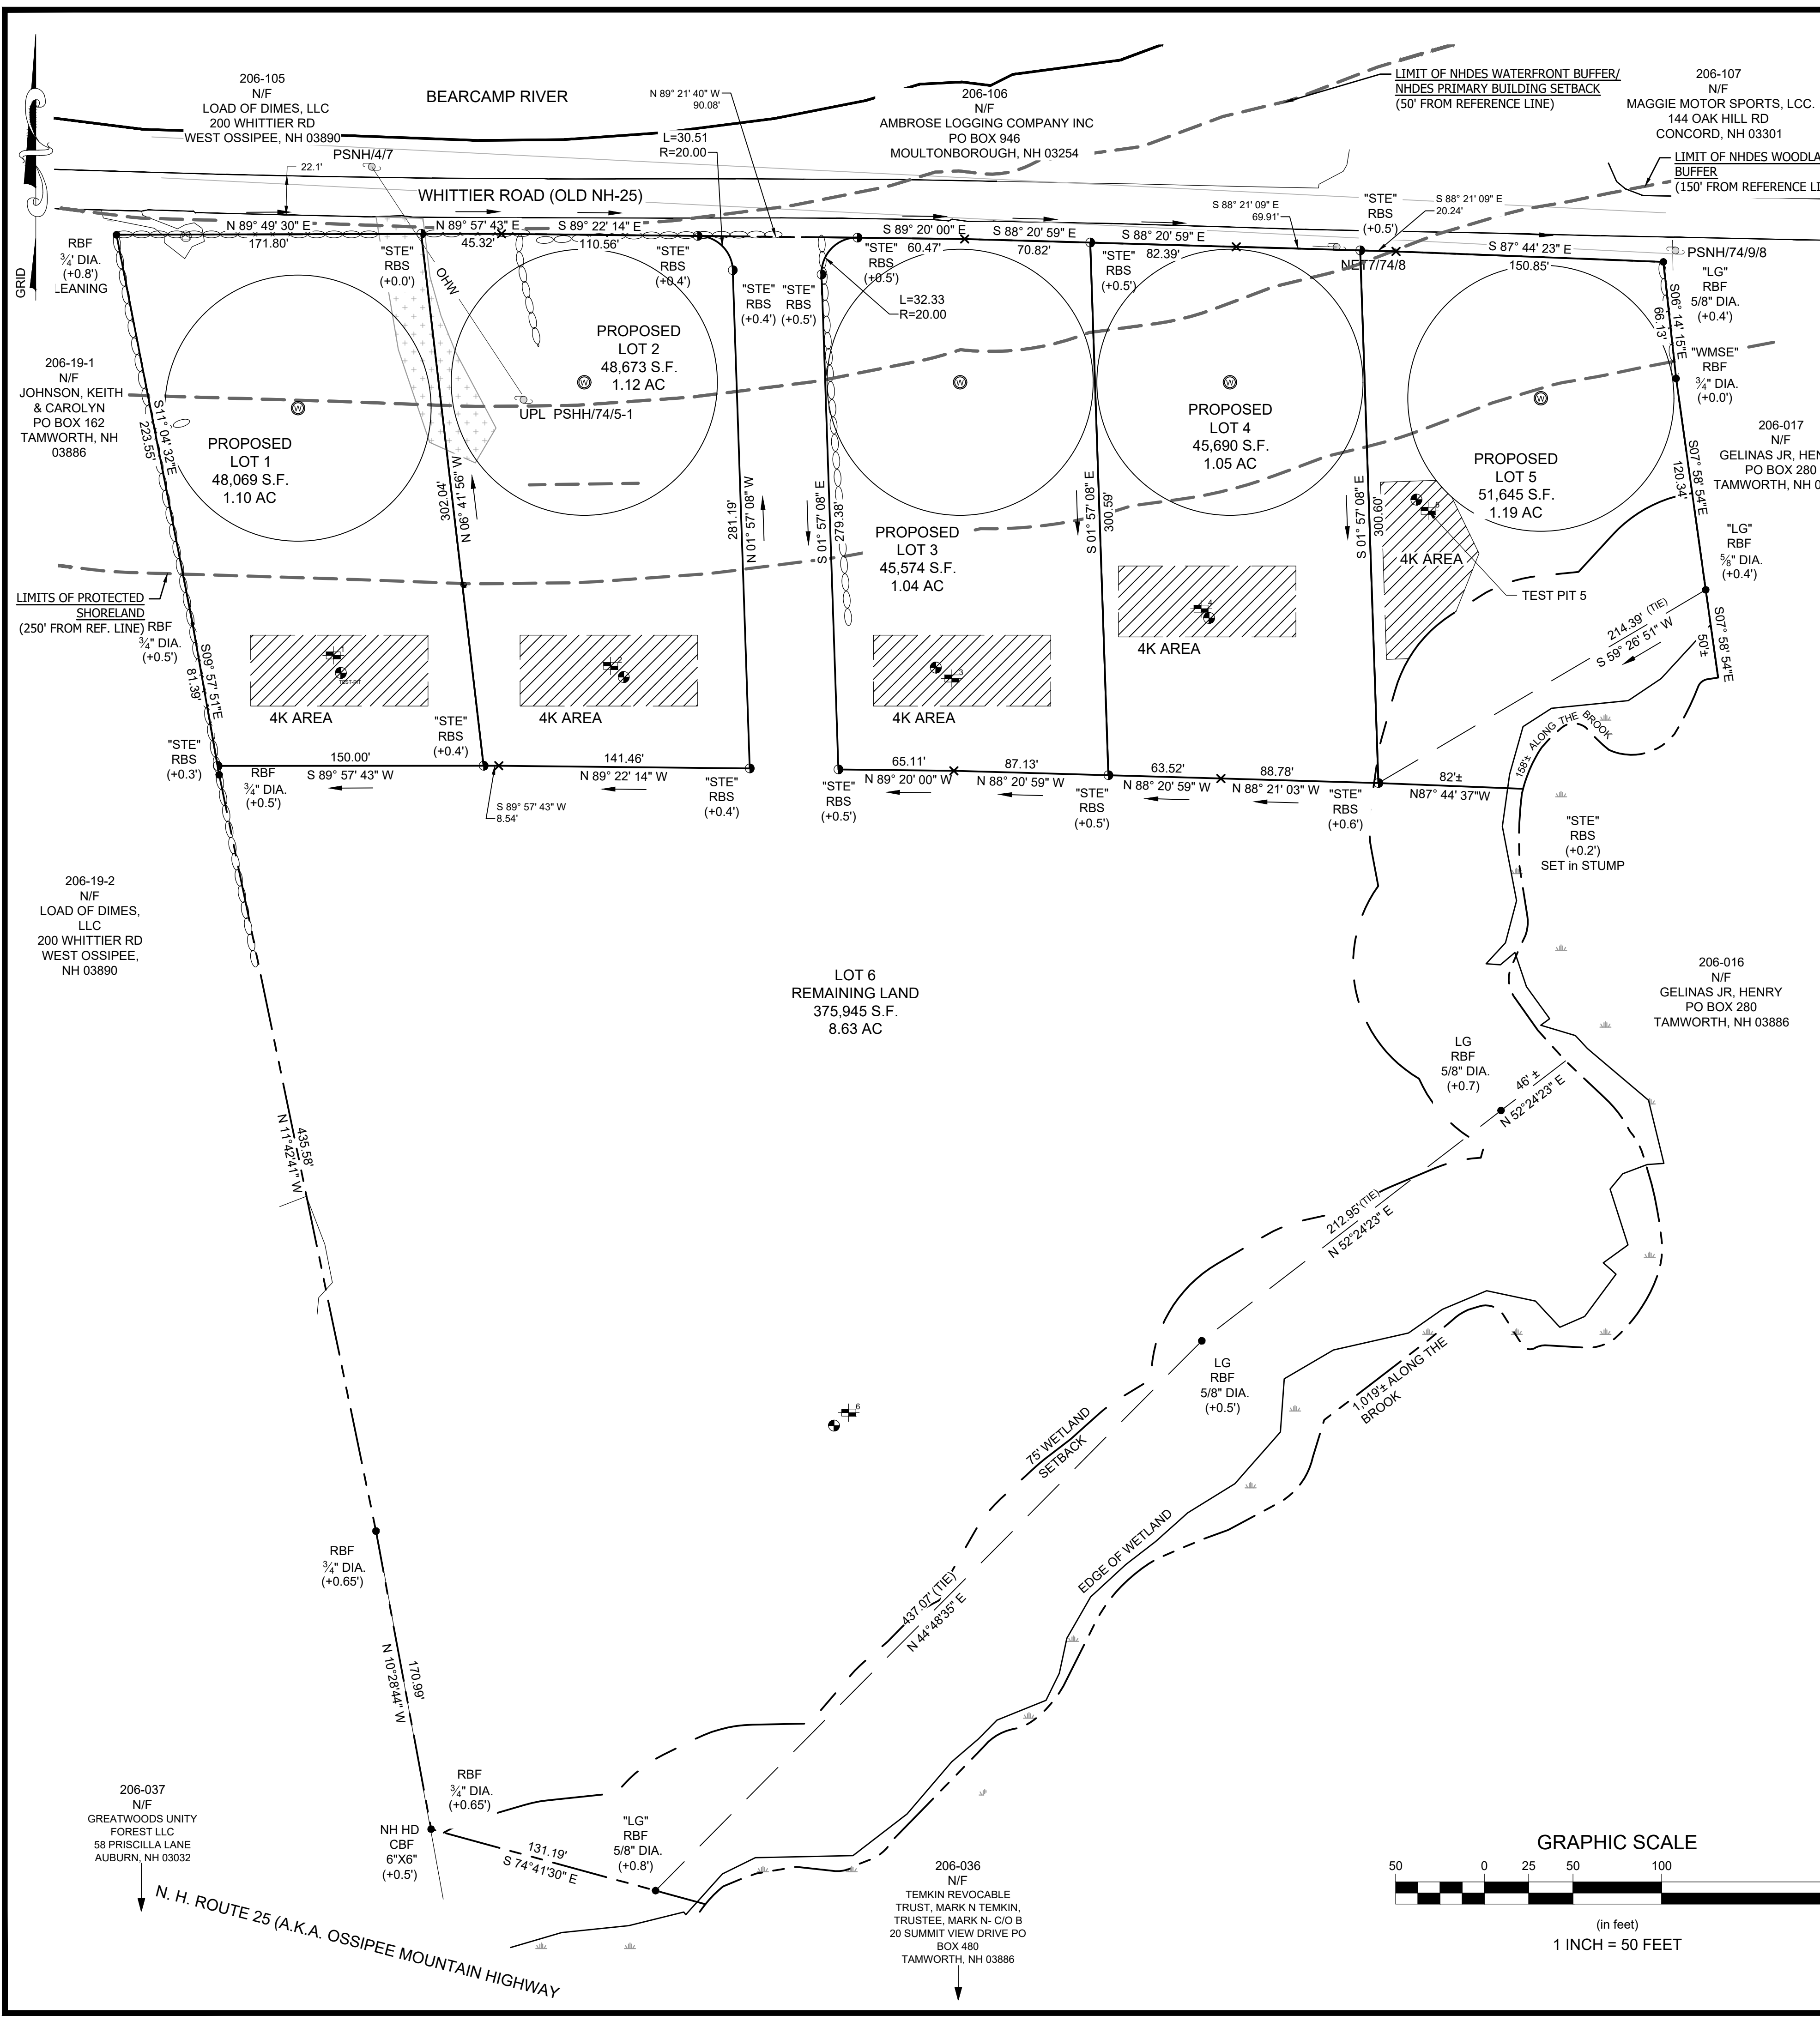 206-105
N/F
LOAD OF DIMES, LLC
200 WHITTIER RD
WEST OSSIPEE, NH 03890
BEARCAMP RIVER
N 89° 21' 40" W
90.08'
206-106
N/F
AMBROSE LOGGING COMPANY INC
PO BOX 946
MOULTONBOROUGH, NH 03254
LIMIT OF NHDES WATERFRONT BUFFER/
NHDES PRIMARY BUILDING SETBACK
(50' FROM REFERENCE LINE)
206-107
N/F
MAGGIE MOTOR SPORTS, LCC.
144 OAK HILL RD
CONCORD, NH 03301
LIMIT OF NHDES WOODLA
BUFFER
(150' FROM REFERENCE LI
PSNH/4/7
22.1'
L=30.51
R=20.00
WHITTIER ROAD (OLD NH-25)
GRID
RBF
¾' DIA.
(+0.8')
LEANING
N 89° 49' 30" E
171.80'
"STE"
RBS
(+0.0')
N 89° 57' 43" E
45.32'
S 89° 22' 14" E
110.56'
"STE"
RBS
(+0.4')
"STE"
RBS
(+0.4')
"STE"
RBS
(+0.5')
"STE"
RBS
(+0.5')
S 89° 20' 00" E
60.47'
S 88° 20' 59" E
70.82'
"STE"
RBS
(+0.5')
S 88° 20' 59" E
82.39'
S 88° 21' 09" E
69.91'
"STE"
RBS
(+0.5')
S 88° 21' 09" E
20.24'
NET7/74/8
S 87° 44' 23" E
150.85'
PSNH/74/9/8
"LG"
RBF
5/8" DIA.
(+0.4')
S06° 14' 15"E
66.13'
"WMSE"
RBF
¾" DIA.
(+0.0')
OHW
L=32.33
R=20.00
206-19-1
N/F
JOHNSON, KEITH
& CAROLYN
PO BOX 162
TAMWORTH, NH
03886
S11° 04' 32"E
223.55'
W
PROPOSED
LOT 1
48,069 S.F.
1.10 AC
302.04'
N 06° 41' 56" W
PROPOSED
LOT 2
48,673 S.F.
1.12 AC
W
UPL PSHH/74/5-1
281.19'
N 01° 57' 08" W
S 01° 57' 08" E
279.38'
W
PROPOSED
LOT 3
45,574 S.F.
1.04 AC
S 01° 57' 08" E
300.59'
W
PROPOSED
LOT 4
45,690 S.F.
1.05 AC
S 01° 57' 08" E
300.60'
W
PROPOSED
LOT 5
51,645 S.F.
1.19 AC
S07° 58' 54"E
120.34'
206-017
N/F
GELINAS JR, HEN
PO BOX 280
TAMWORTH, NH 0
"LG"
RBF
⅝" DIA.
(+0.4')
5
4K AREA
TEST PIT 5
LIMITS OF PROTECTED
SHORELAND
(250' FROM REF. LINE)
RBF
¾" DIA.
(+0.5')
S09° 57' 51"E
81.39'
1
TEST-PIT
4K AREA
2
4K AREA
3
4K AREA
4
4K AREA
214.39' (TIE)
S 59° 26' 51" W
S07° 58' 54"E
50'±
158'± ALONG THE BROOK
"STE"
RBS
(+0.3')
RBF
¾" DIA.
(+0.5')
150.00'
S 89° 57' 43" W
"STE"
RBS
(+0.4')
S 89° 57' 43" W
8.54'
141.46'
N 89° 22' 14" W
"STE"
RBS
(+0.4')
"STE"
RBS
(+0.5')
65.11'
N 89° 20' 00" W
87.13'
N 88° 20' 59" W
"STE"
RBS
(+0.5')
63.52'
N 88° 20' 59" W
88.78'
N 88° 21' 03" W
"STE"
RBS
(+0.6')
82'±
N87° 44' 37"W
"STE"
RBS
(+0.2')
SET in STUMP
206-19-2
N/F
LOAD OF DIMES,
LLC
200 WHITTIER RD
WEST OSSIPEE,
NH 03890
LOT 6
REMAINING LAND
375,945 S.F.
8.63 AC
206-016
N/F
GELINAS JR, HENRY
PO BOX 280
TAMWORTH, NH 03886
LG
RBF
5/8" DIA.
(+0.7)
46' ±
N 52°24'23" E
435.58'
N 11°42'41" W
212.95'(TIE)
N 52°24'23" E
LG
RBF
5/8" DIA.
(+0.5')
1,019'± ALONG THE
BROOK
6
75' WETLAND
SETBACK
EDGE OF WETLAND
RBF
¾" DIA.
(+0.65')
437.07' (TIE)
N 44°48'35" E
170.99'
N 10°28'44" W
RBF
¾" DIA.
(+0.65')
NH HD
CBF
6"X6"
(+0.5')
131.19'
S 74°41'30" E
"LG"
RBF
5/8" DIA.
(+0.8')
206-037
N/F
GREATWOODS UNITY
FOREST LLC
58 PRISCILLA LANE
AUBURN, NH 03032
N. H. ROUTE 25 (A.K.A. OSSIPEE MOUNTAIN HIGHWAY
206-036
N/F
TEMKIN REVOCABLE
TRUST, MARK N TEMKIN,
TRUSTEE, MARK N- C/O B
20 SUMMIT VIEW DRIVE PO
BOX 480
TAMWORTH, NH 03886
GRAPHIC SCALE
50 0 25 50 100
(in feet)
1 INCH = 50 FEET